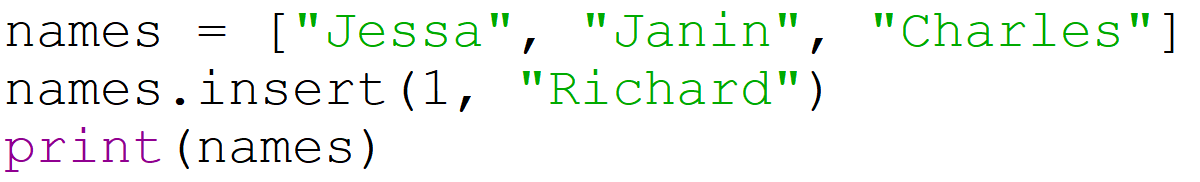 names = ["Jessa", "Janin", "Charles"]
names.insert(1, "Richard")
print(names)